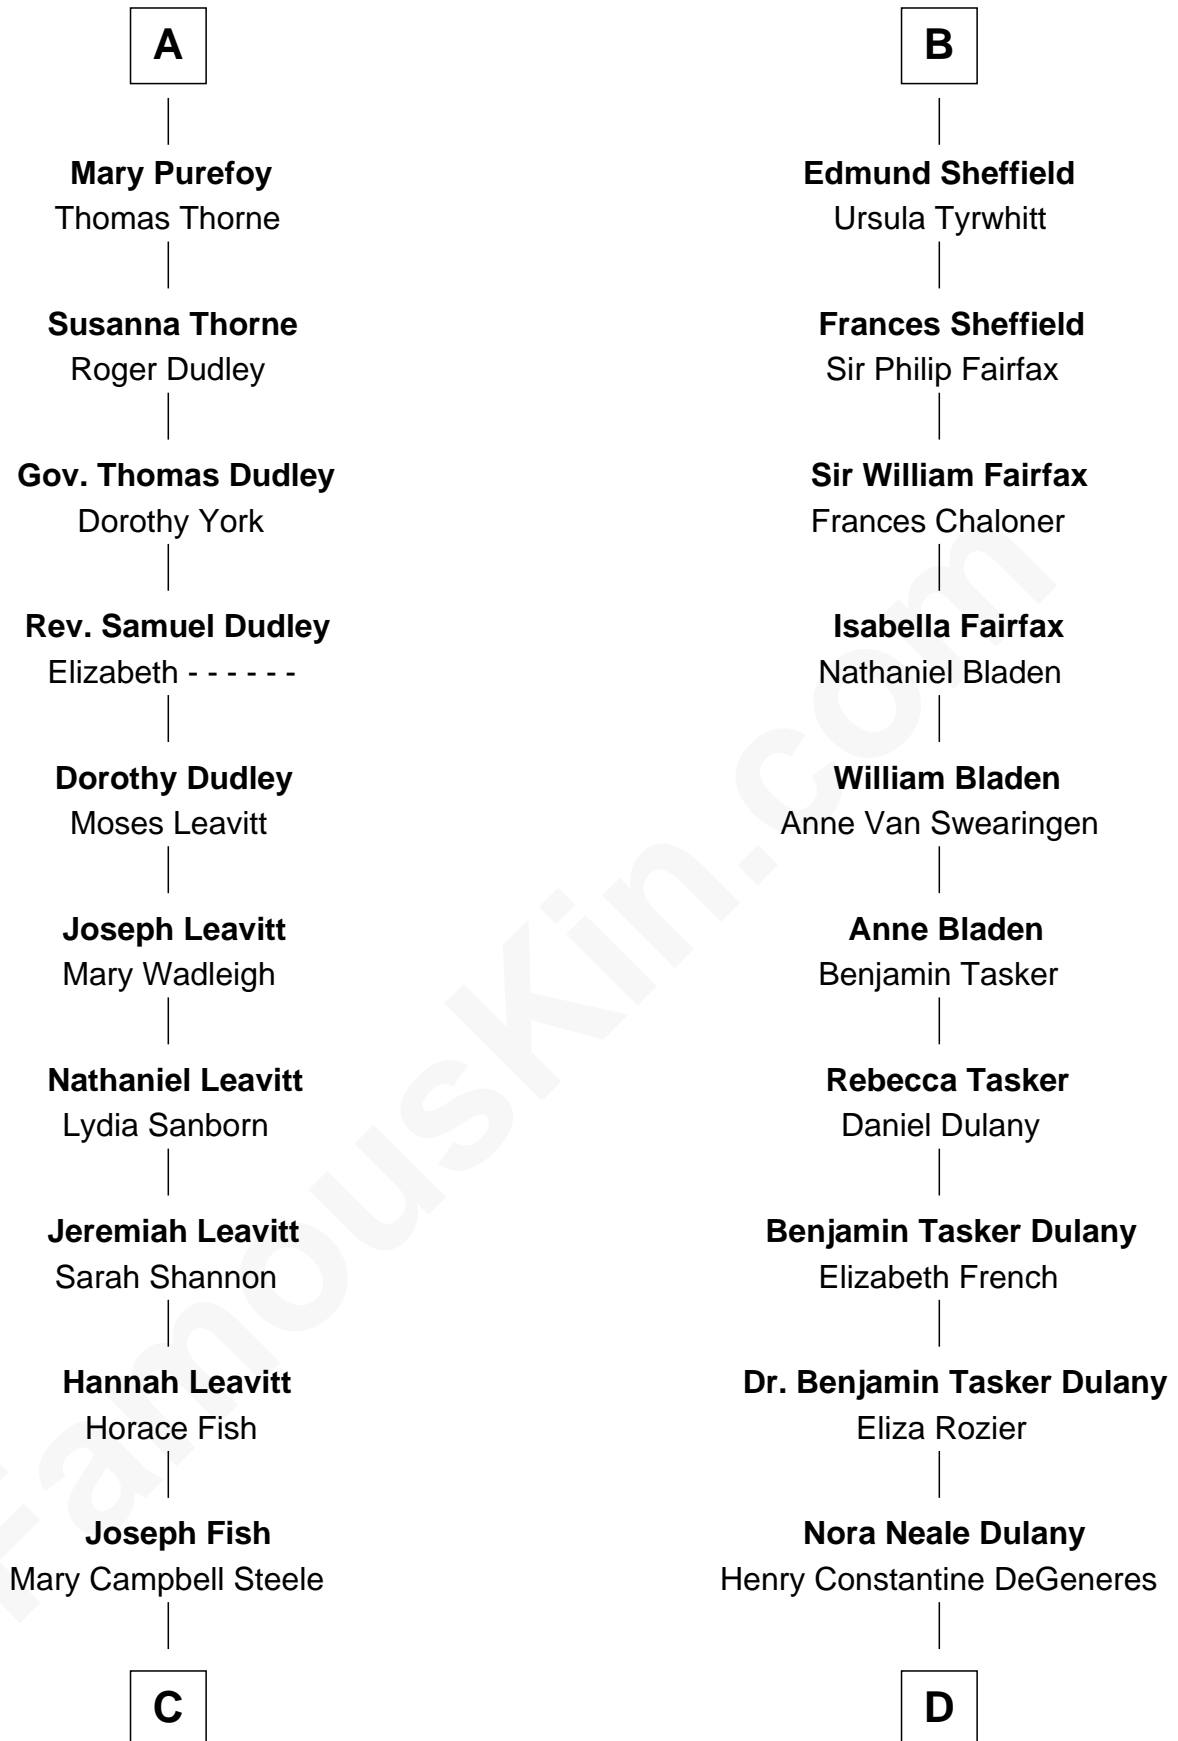 A
Mary Purefoy
Thomas Thorne
Susanna Thorne
Roger Dudley
Gov. Thomas Dudley
Dorothy York
Rev. Samuel Dudley
Elizabeth - - - - - -
Dorothy Dudley
Moses Leavitt
Joseph Leavitt
Mary Wadleigh
Nathaniel Leavitt
Lydia Sanborn
Jeremiah Leavitt
Sarah Shannon
Hannah Leavitt
Horace Fish
Joseph Fish
Mary Campbell Steele
C
B
Edmund Sheffield
Ursula Tyrwhitt
Frances Sheffield
Sir Philip Fairfax
Sir William Fairfax
Frances Chaloner
Isabella Fairfax
Nathaniel Bladen
William Bladen
Anne Van Swearingen
Anne Bladen
Benjamin Tasker
Rebecca Tasker
Daniel Dulany
Benjamin Tasker Dulany
Elizabeth French
Dr. Benjamin Tasker Dulany
Eliza Rozier
Nora Neale Dulany
Henry Constantine DeGeneres
D
FamousKin.com